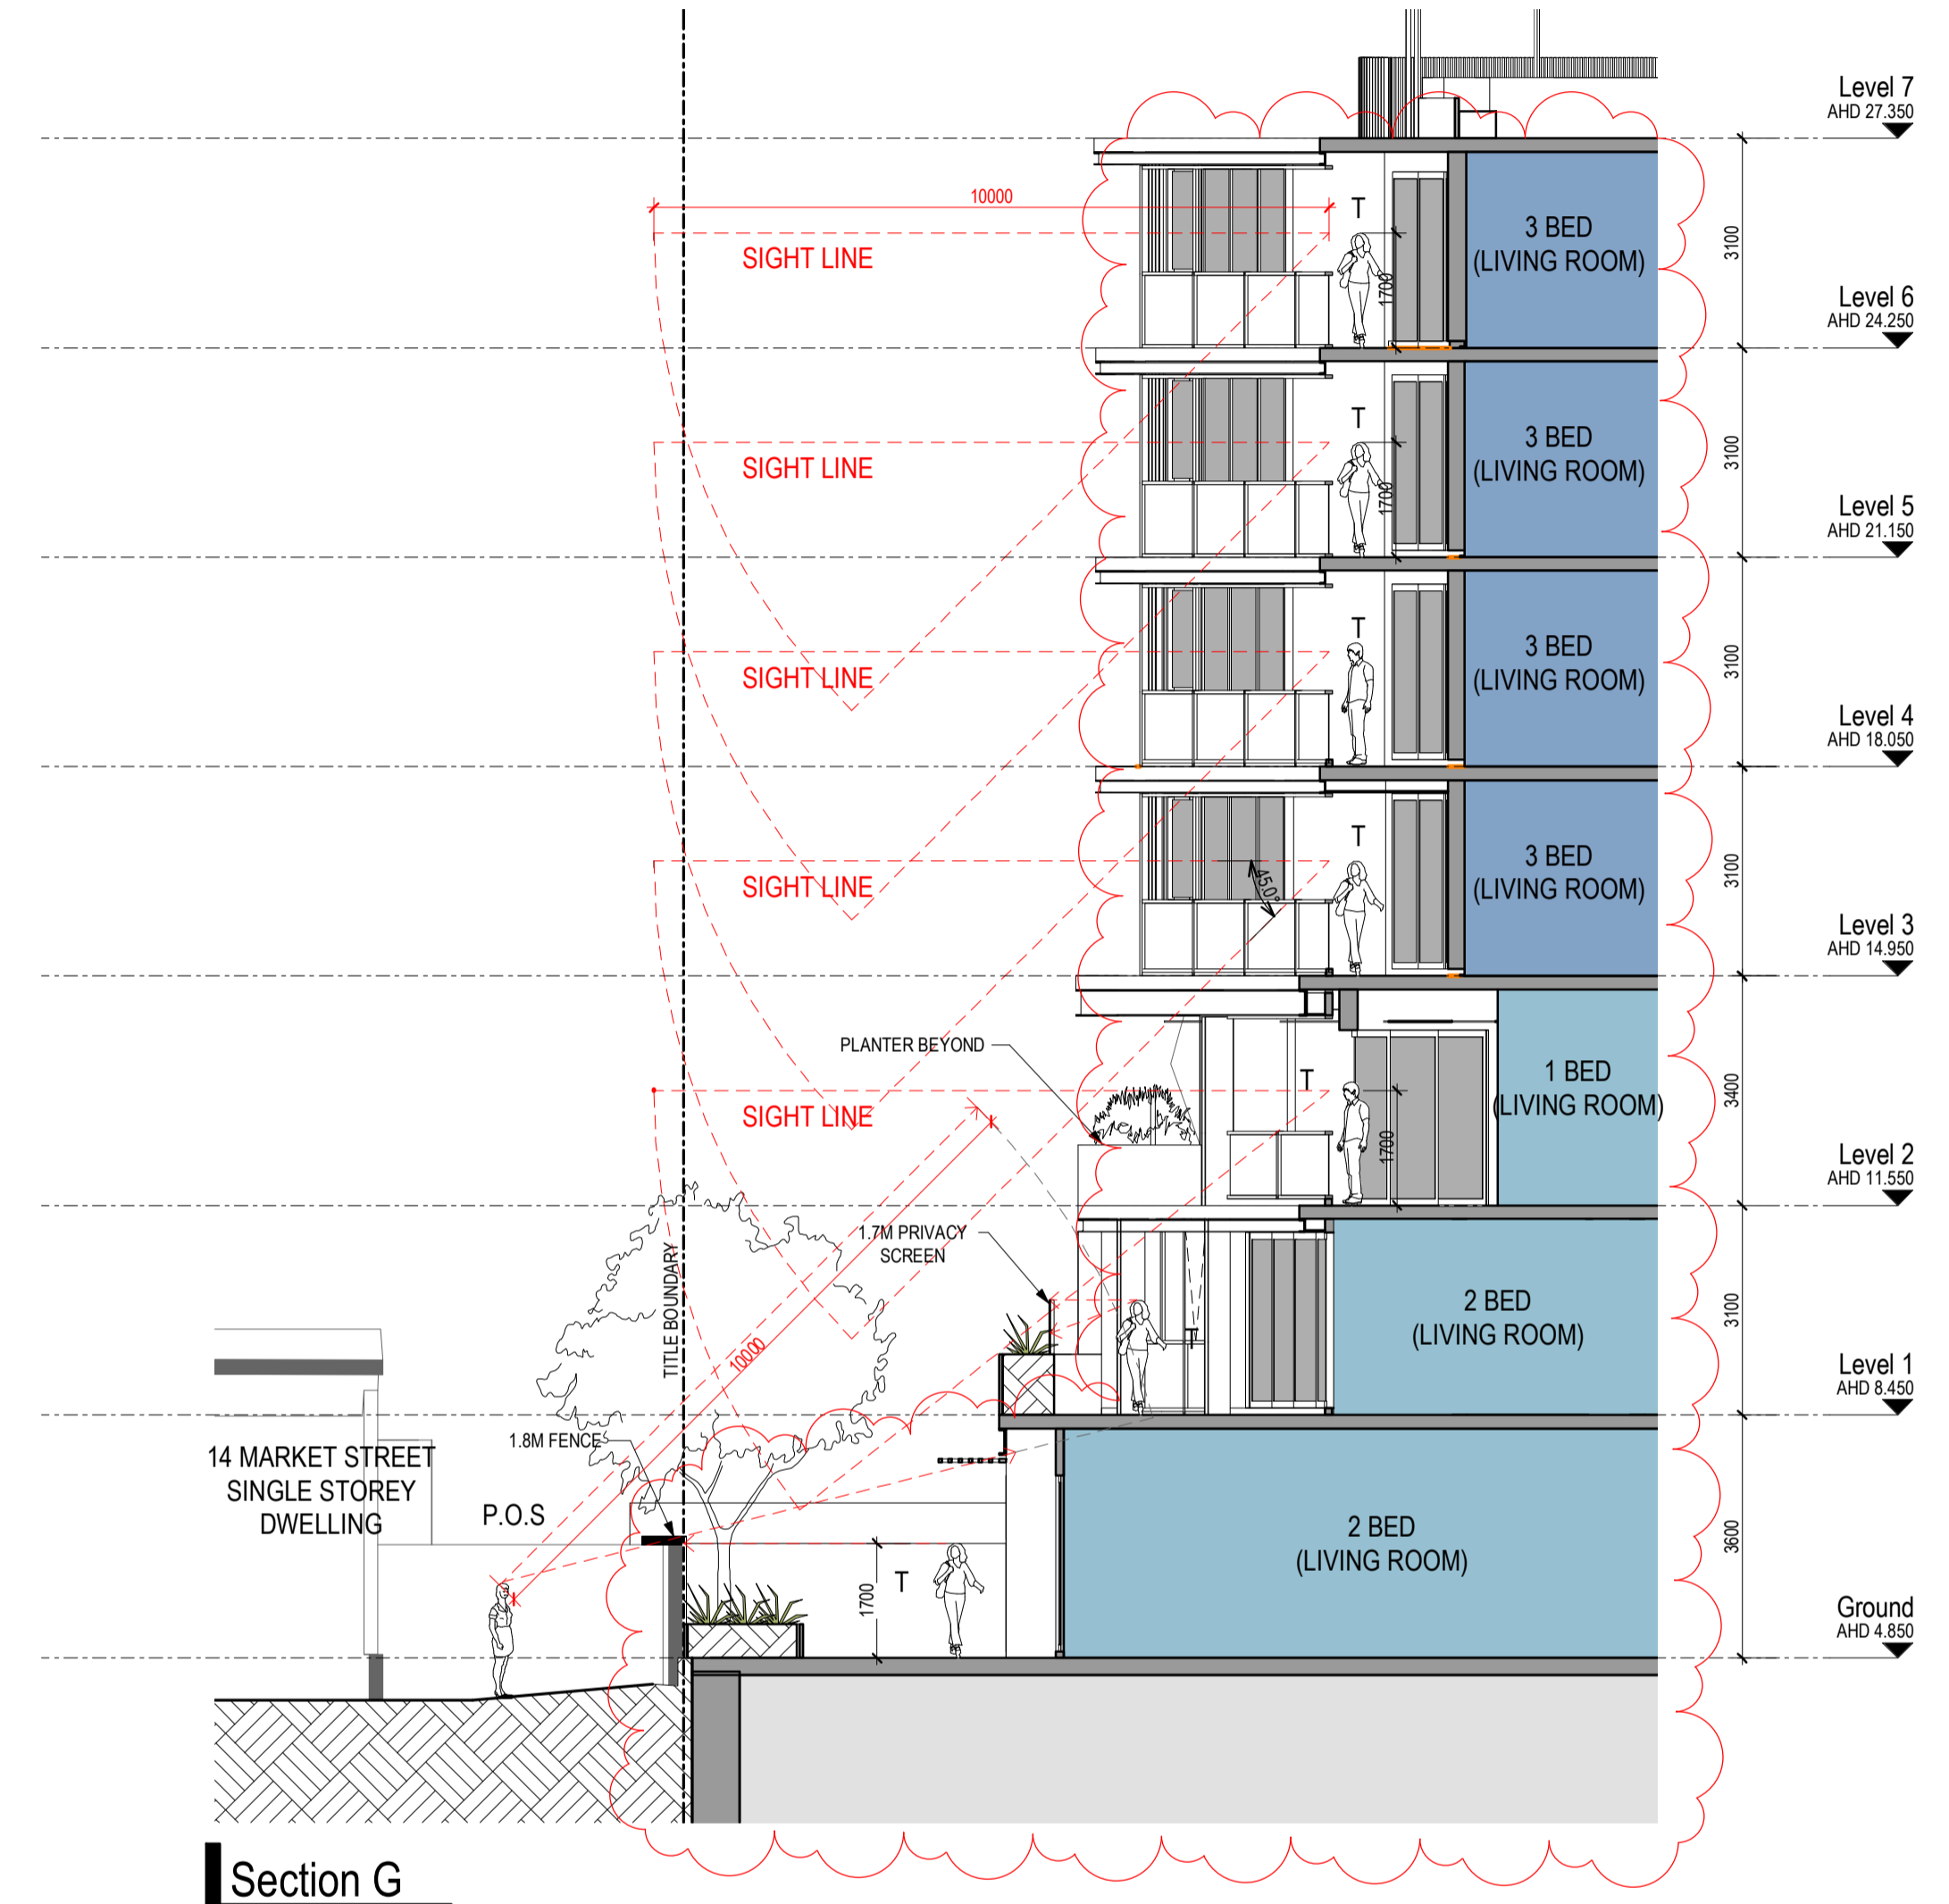 Level 7
AHD 27.350
10000
T
SIGHT LINE
3 BED
(LIVING ROOM)
1700
3100
Level 6
AHD 24.250
T
SIGHT LINE
3 BED
(LIVING ROOM)
1700
3100
Level 5
AHD 21.150
T
SIGHT LINE
3 BED
(LIVING ROOM)
3100
Level 4
AHD 18.050
T
SIGHT LINE
45.0°
3 BED
(LIVING ROOM)
3100
Level 3
AHD 14.950
PLANTER BEYOND
T
SIGHT LINE
1 BED
(LIVING ROOM)
1700
3400
Level 2
AHD 11.550
TITLE BOUNDARY
1.7M PRIVACY
SCREEN
10000
T
2 BED
(LIVING ROOM)
3100
Level 1
AHD 8.450
14 MARKET STREET
SINGLE STOREY
DWELLING
1.8M FENCE
P.O.S
1700
T
2 BED
(LIVING ROOM)
3600
Ground
AHD 4.850
Section G